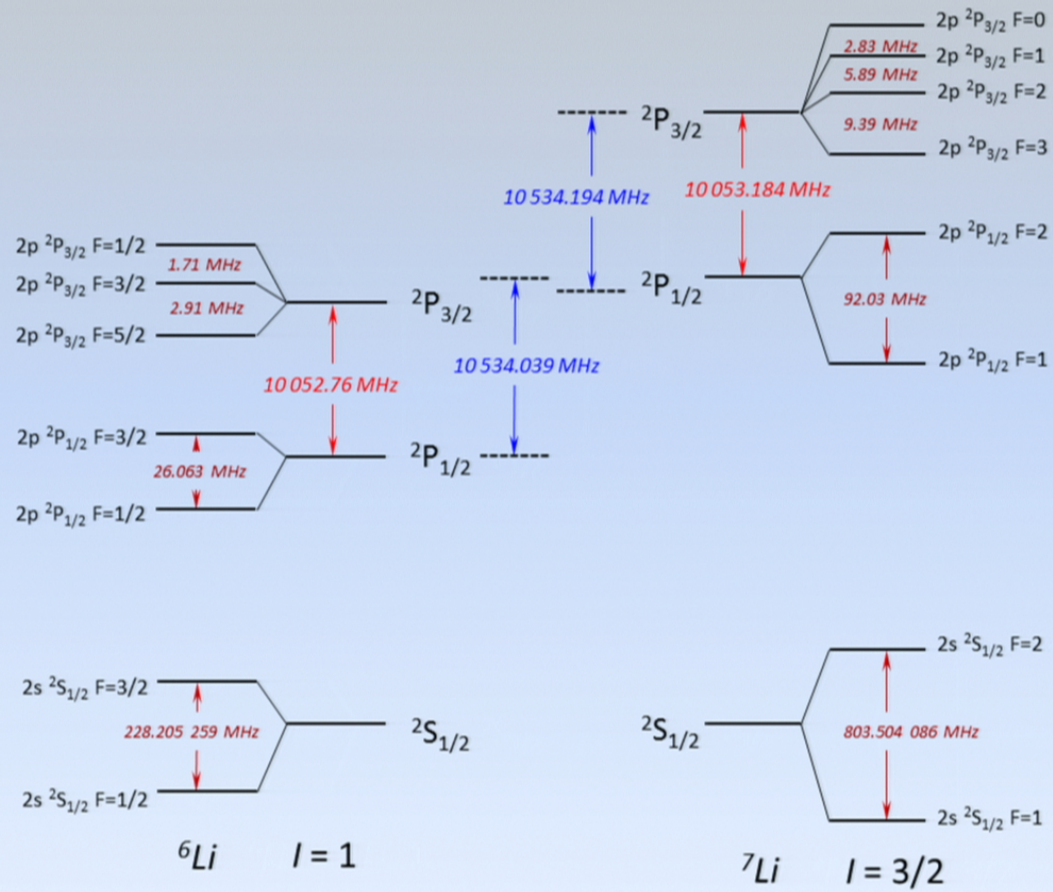 2p ²P₃/₂ F=0
2.83 MHz
2p ²P₃/₂ F=1
5.89 MHz
2p ²P₃/₂ F=2
9.39 MHz
2p ²P₃/₂ F=3
²P₃/₂
10 534.194 MHz
10 053.184 MHz
2p ²P₁/₂ F=2
²P₁/₂
92.03 MHz
2p ²P₁/₂ F=1
2p ²P₃/₂ F=1/2
1.71 MHz
2p ²P₃/₂ F=3/2
2.91 MHz
2p ²P₃/₂ F=5/2
²P₃/₂
10 052.76 MHz
10 534.039 MHz
2p ²P₁/₂ F=3/2
26.063 MHz
2p ²P₁/₂ F=1/2
²P₁/₂
2s ²S₁/₂ F=3/2
228.205 259 MHz
2s ²S₁/₂ F=1/2
²S₁/₂
²S₁/₂
2s ²S₁/₂ F=2
803.504 086 MHz
2s ²S₁/₂ F=1
⁶Li I = 1
⁷Li I = 3/2